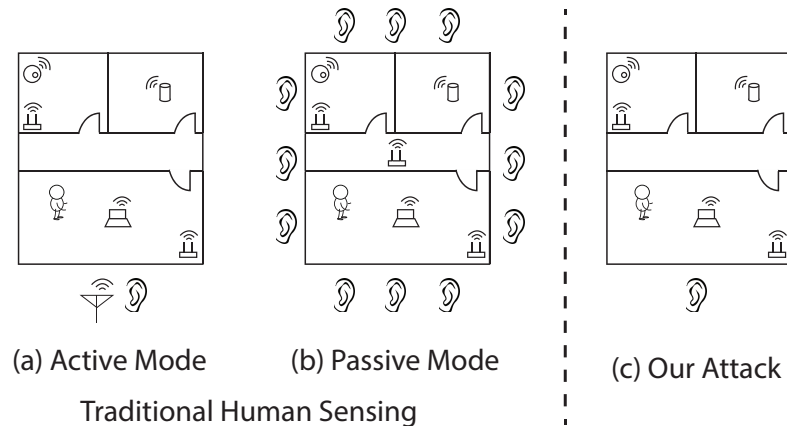 (a) Active Mode
(b) Passive Mode
(c) Our Attack
Traditional Human Sensing